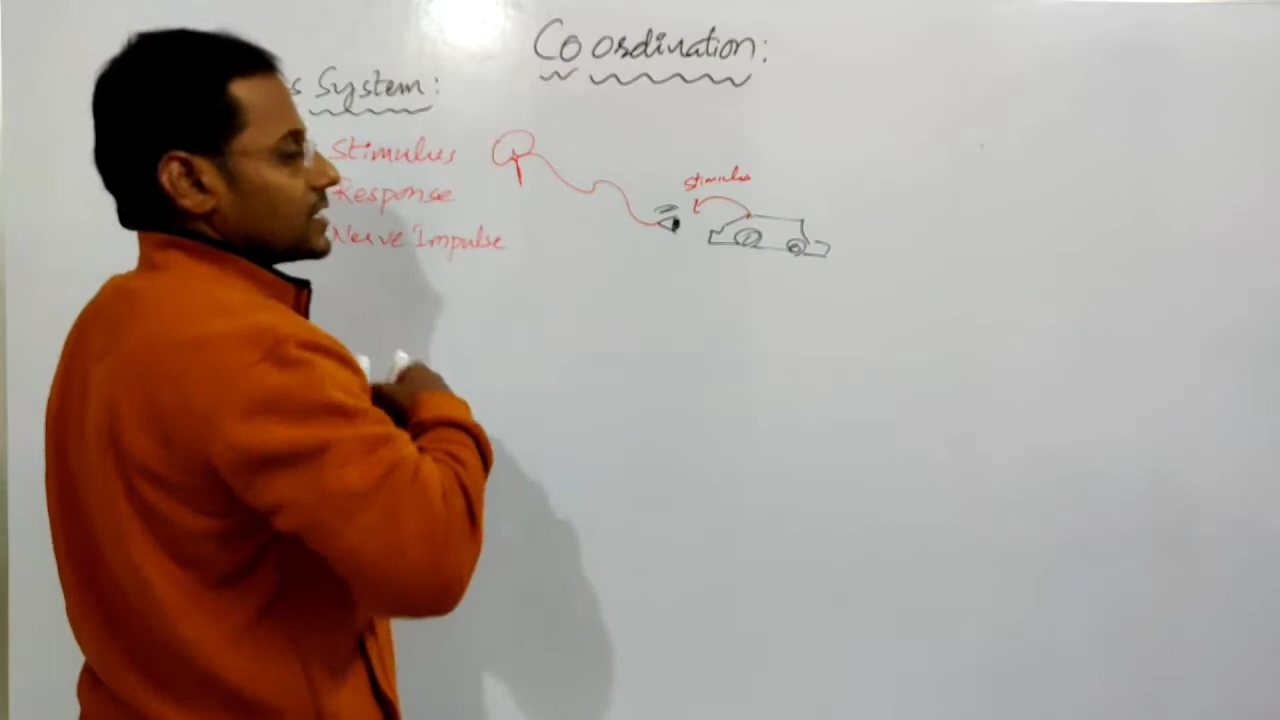 Coordination:
s System:
Stimulus
Response
Nerve Impulse
Stimulus